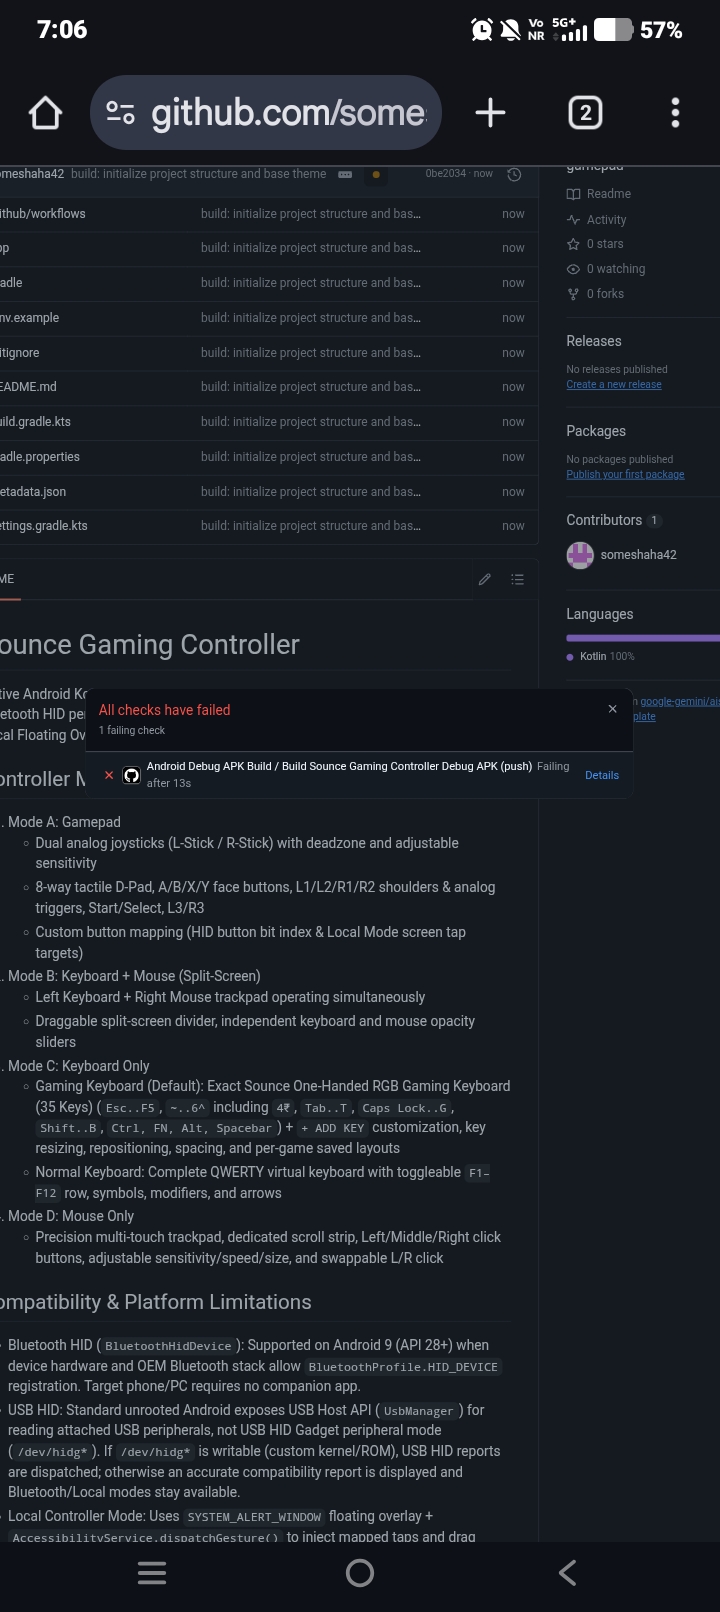 7:06
Vo
NR
5G+
57%
github.com/some
2
omeshaha42 build: initialize project structure and base theme
0be2034 · now
ithub/workflows build: initialize project structure and bas… now
pp build: initialize project structure and bas… now
adle build: initialize project structure and bas… now
nv.example build: initialize project structure and bas… now
itignore build: initialize project structure and bas… now
EADME.md build: initialize project structure and bas… now
uild.gradle.kts build: initialize project structure and bas… now
adle.properties build: initialize project structure and bas… now
etadata.json build: initialize project structure and bas… now
ettings.gradle.kts build: initialize project structure and bas… now
gamepad
Readme
Activity
0 stars
0 watching
0 forks
Releases
No releases published
Create a new release
Packages
No packages published
Publish your first package
Contributors 1
someshaha42
Languages
Kotlin 100%
n google-gemini/ais
plate
ME
ounce Gaming Controller
tive Android Ko
etooth HID pe
cal Floating Ov
All checks have failed
1 failing check
Android Debug APK Build / Build Sounce Gaming Controller Debug APK (push) Failing
after 13s
Details
ontroller M
. Mode A: Gamepad
Dual analog joysticks (L-Stick / R-Stick) with deadzone and adjustable
sensitivity
8-way tactile D-Pad, A/B/X/Y face buttons, L1/L2/R1/R2 shoulders & analog
triggers, Start/Select, L3/R3
Custom button mapping (HID button bit index & Local Mode screen tap
targets)
. Mode B: Keyboard + Mouse (Split-Screen)
Left Keyboard + Right Mouse trackpad operating simultaneously
Draggable split-screen divider, independent keyboard and mouse opacity
sliders
. Mode C: Keyboard Only
Gaming Keyboard (Default): Exact Sounce One-Handed RGB Gaming Keyboard
(35 Keys) ( Esc..F5 , ~..6^ including 4₹ , Tab..T , Caps Lock..G ,
Shift..B , Ctrl, FN, Alt, Spacebar ) + + ADD KEY customization, key
resizing, repositioning, spacing, and per-game saved layouts
Normal Keyboard: Complete QWERTY virtual keyboard with toggleable F1–
F12 row, symbols, modifiers, and arrows
. Mode D: Mouse Only
Precision multi-touch trackpad, dedicated scroll strip, Left/Middle/Right click
buttons, adjustable sensitivity/speed/size, and swappable L/R click
ompatibility & Platform Limitations
Bluetooth HID ( BluetoothHidDevice ): Supported on Android 9 (API 28+) when
device hardware and OEM Bluetooth stack allow BluetoothProfile.HID_DEVICE
registration. Target phone/PC requires no companion app.
USB HID: Standard unrooted Android exposes USB Host API ( UsbManager ) for
reading attached USB peripherals, not USB HID Gadget peripheral mode
( /dev/hidg* ). If /dev/hidg* is writable (custom kernel/ROM), USB HID reports
are dispatched; otherwise an accurate compatibility report is displayed and
Bluetooth/Local modes stay available.
Local Controller Mode: Uses SYSTEM_ALERT_WINDOW floating overlay +
AccessibilityService.dispatchGesture() to inject mapped taps and drag